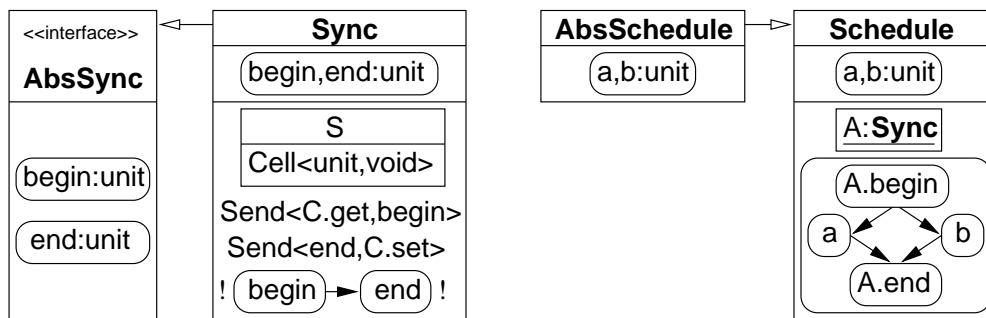 <<interface>>
AbsSync
begin:unit
end:unit
Sync
begin,end:unit
S
Cell<unit,void>
Send<C.get,begin>
Send<end,C.set>
! begin end !
AbsSchedule
a,b:unit
Schedule
a,b:unit
A:Sync
A.begin
a b
A.end